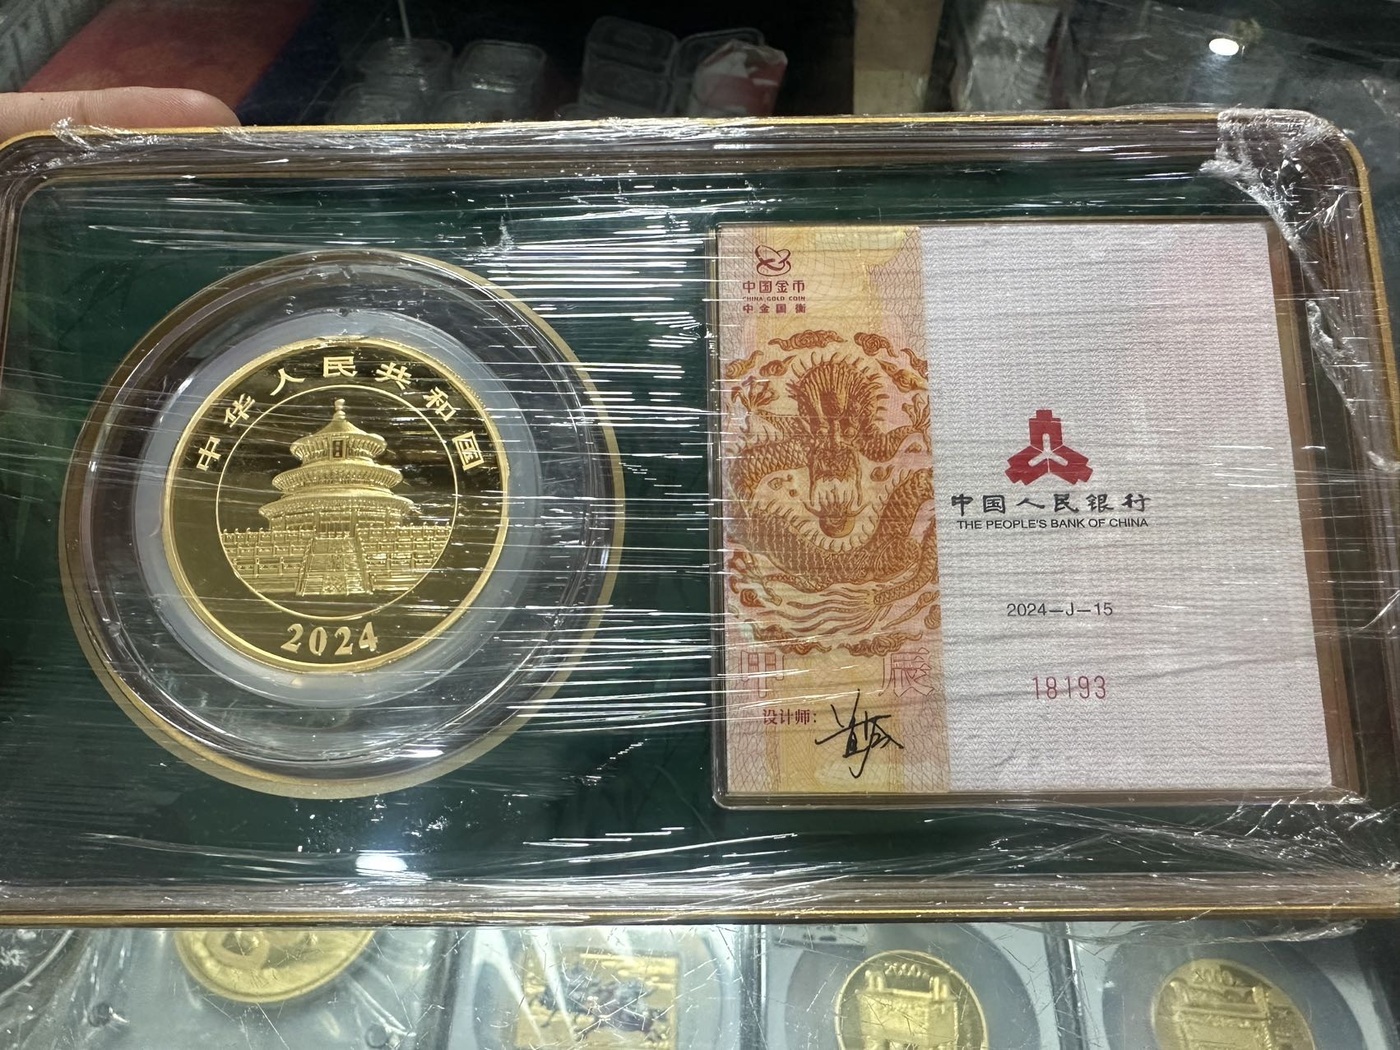 中华人民共和国
2024
中国金币
CHINA GOLD COIN
中金国衡
甲 辰
设计师:
中国人民银行
THE PEOPLE'S BANK OF CHINA
2024-J-15
18193